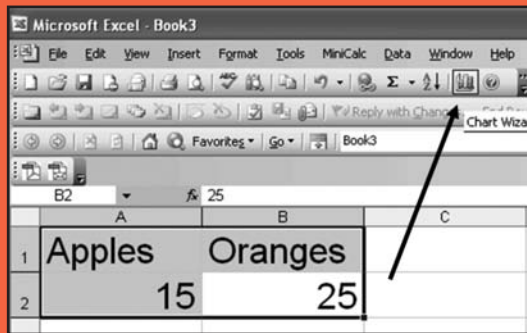 Microsoft Excel - Book3
File Edit View Insert Format Tools MiniCalc Data Window Help
Reply with
Chart Wiza
Favorites Go Book3
B2 fx 25
A B C
1 Apples Oranges
2 15 25